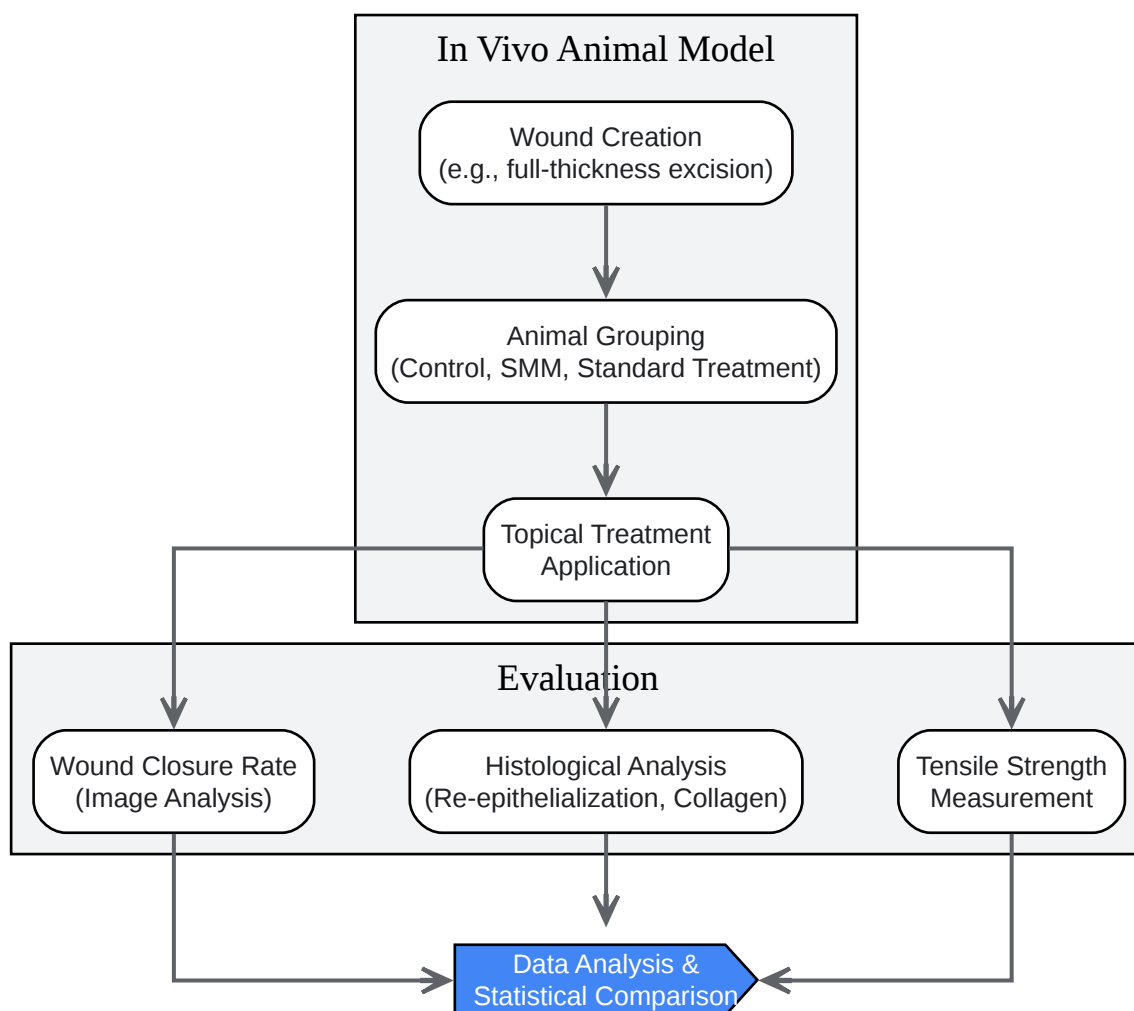 In Vivo Animal Model
Wound Creation
(e.g., full-thickness excision)
Animal Grouping
(Control, SMM, Standard Treatment)
Topical Treatment
Application
Evaluation
Wound Closure Rate
(Image Analysis)
Histological Analysis
(Re-epithelialization, Collagen)
Tensile Strength
Measurement
Data Analysis &
Statistical Comparison